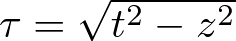 τ = √(t² − z²)